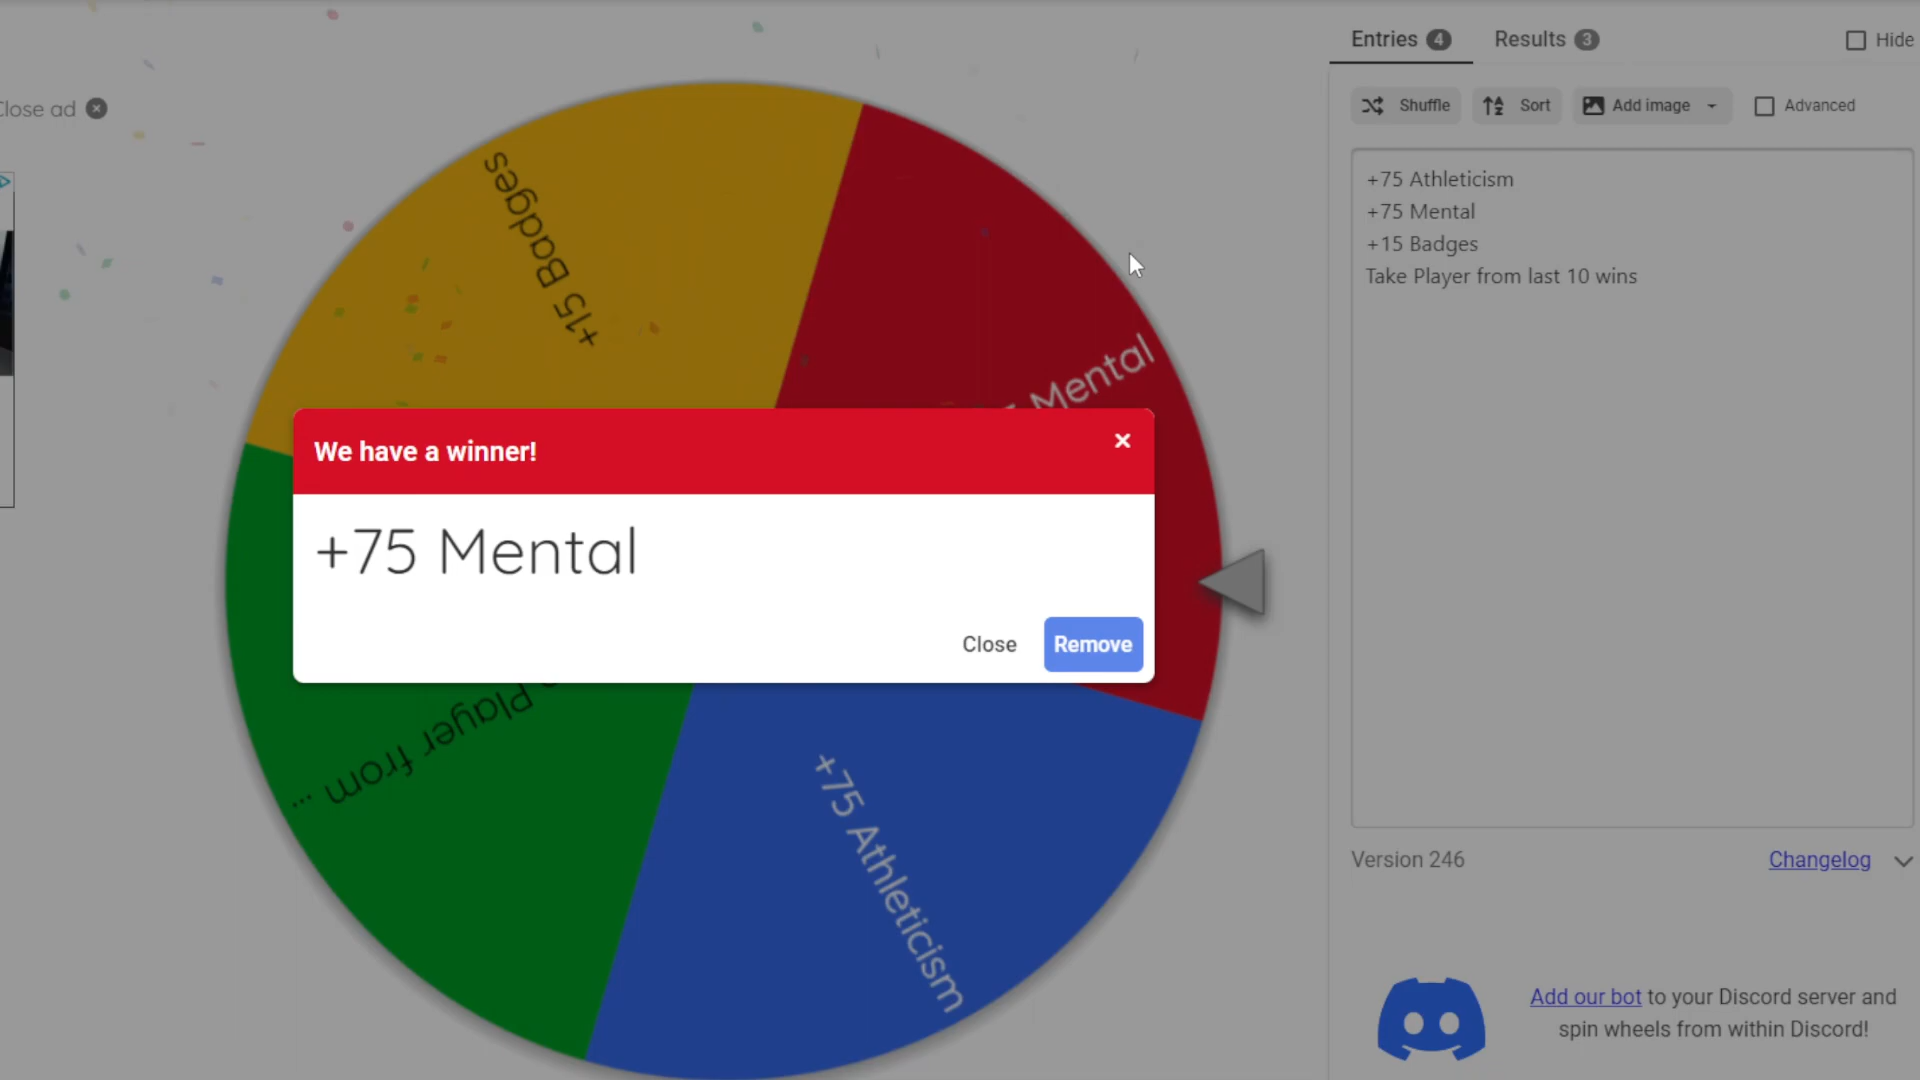 Entries 4
Results 3
Hide
Close ad
Shuffle
Sort
Add image
Advanced
+75 Athleticism
+75 Mental
+15 Badges
Take Player from last 10 wins
+15 Badges
Mental
We have a winner!
+75 Mental
Close
Remove
Player from ...
+75 Athleticism
Version 246
Changelog
Add our bot to your Discord server and
spin wheels from within Discord!